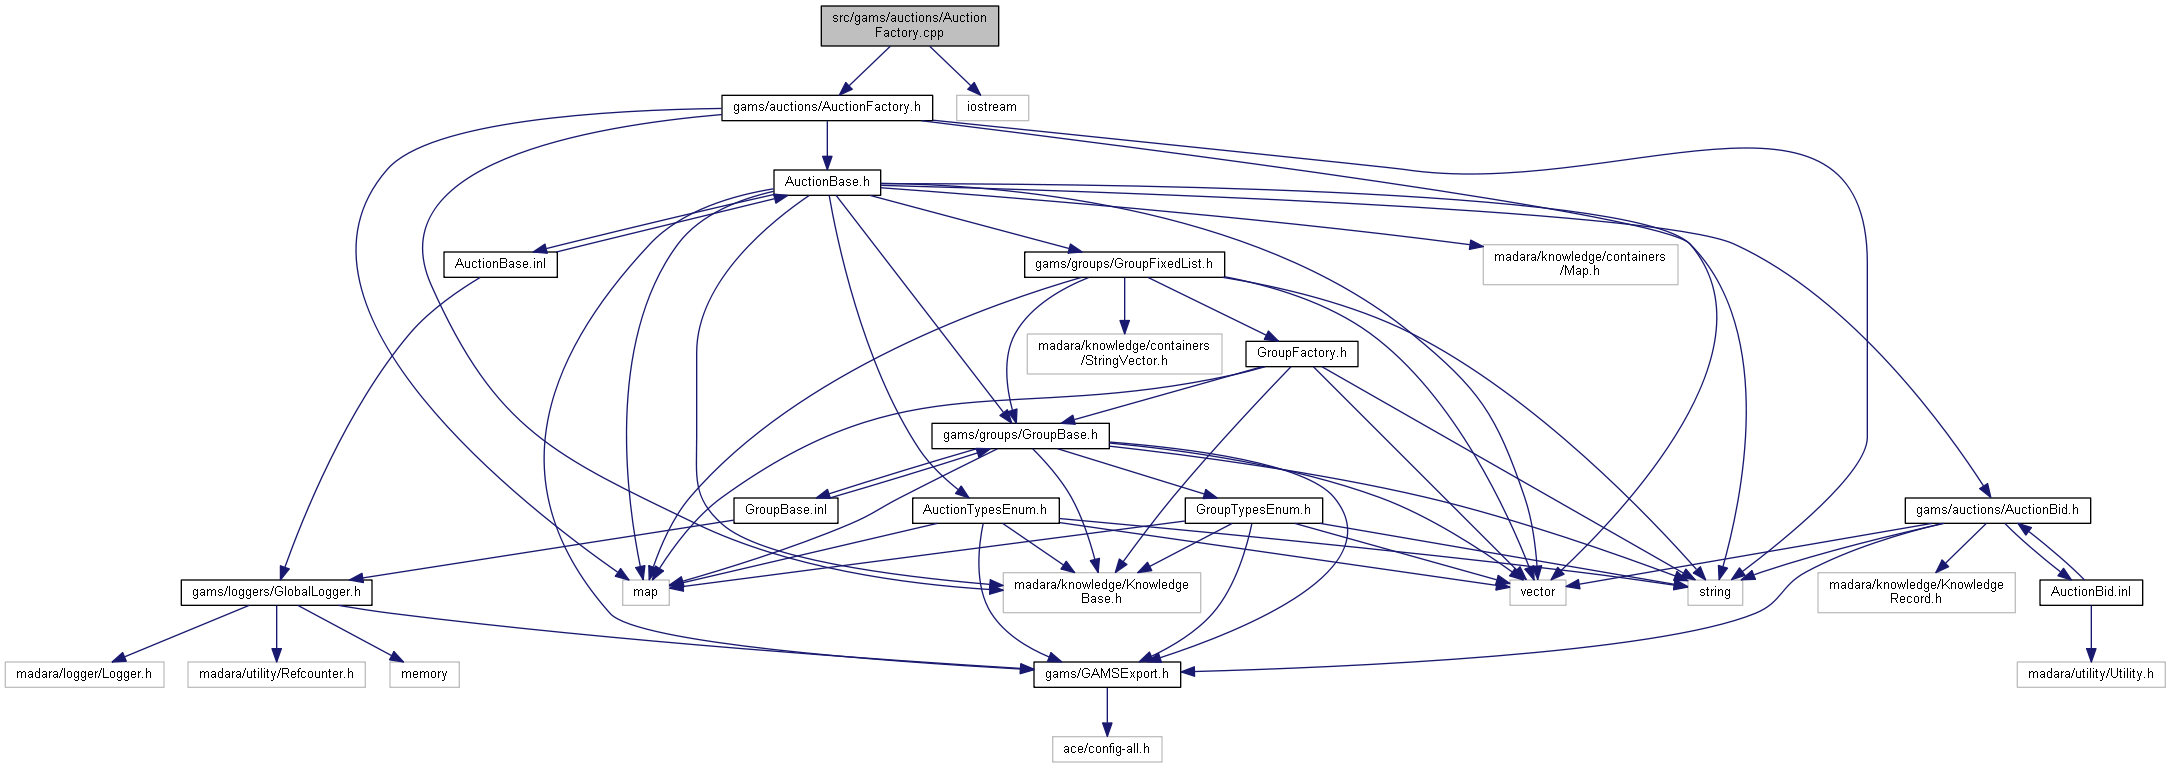 src/gams/auctions/Auction
Factory.cpp
gams/auctions/AuctionFactory.h
iostream
AuctionBase.h
AuctionBase.inl
gams/groups/GroupFixedList.h
madara/knowledge/containers
/Map.h
madara/knowledge/containers
/StringVector.h
GroupFactory.h
gams/groups/GroupBase.h
GroupBase.inl
AuctionTypesEnum.h
GroupTypesEnum.h
gams/auctions/AuctionBid.h
gams/loggers/GlobalLogger.h
map
madara/knowledge/Knowledge
Base.h
vector
string
madara/knowledge/Knowledge
Record.h
AuctionBid.inl
madara/logger/Logger.h
madara/utility/Refcounter.h
memory
gams/GAMSExport.h
madara/utility/Utility.h
ace/config-all.h